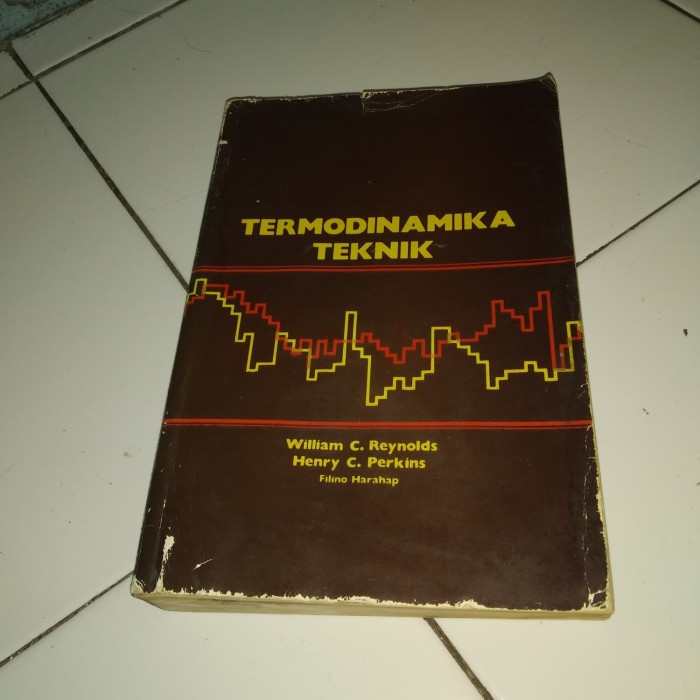 TERMODINAMIKA
TEKNIK
William C. Reynolds
Henry C. Perkins
Filino Harahap